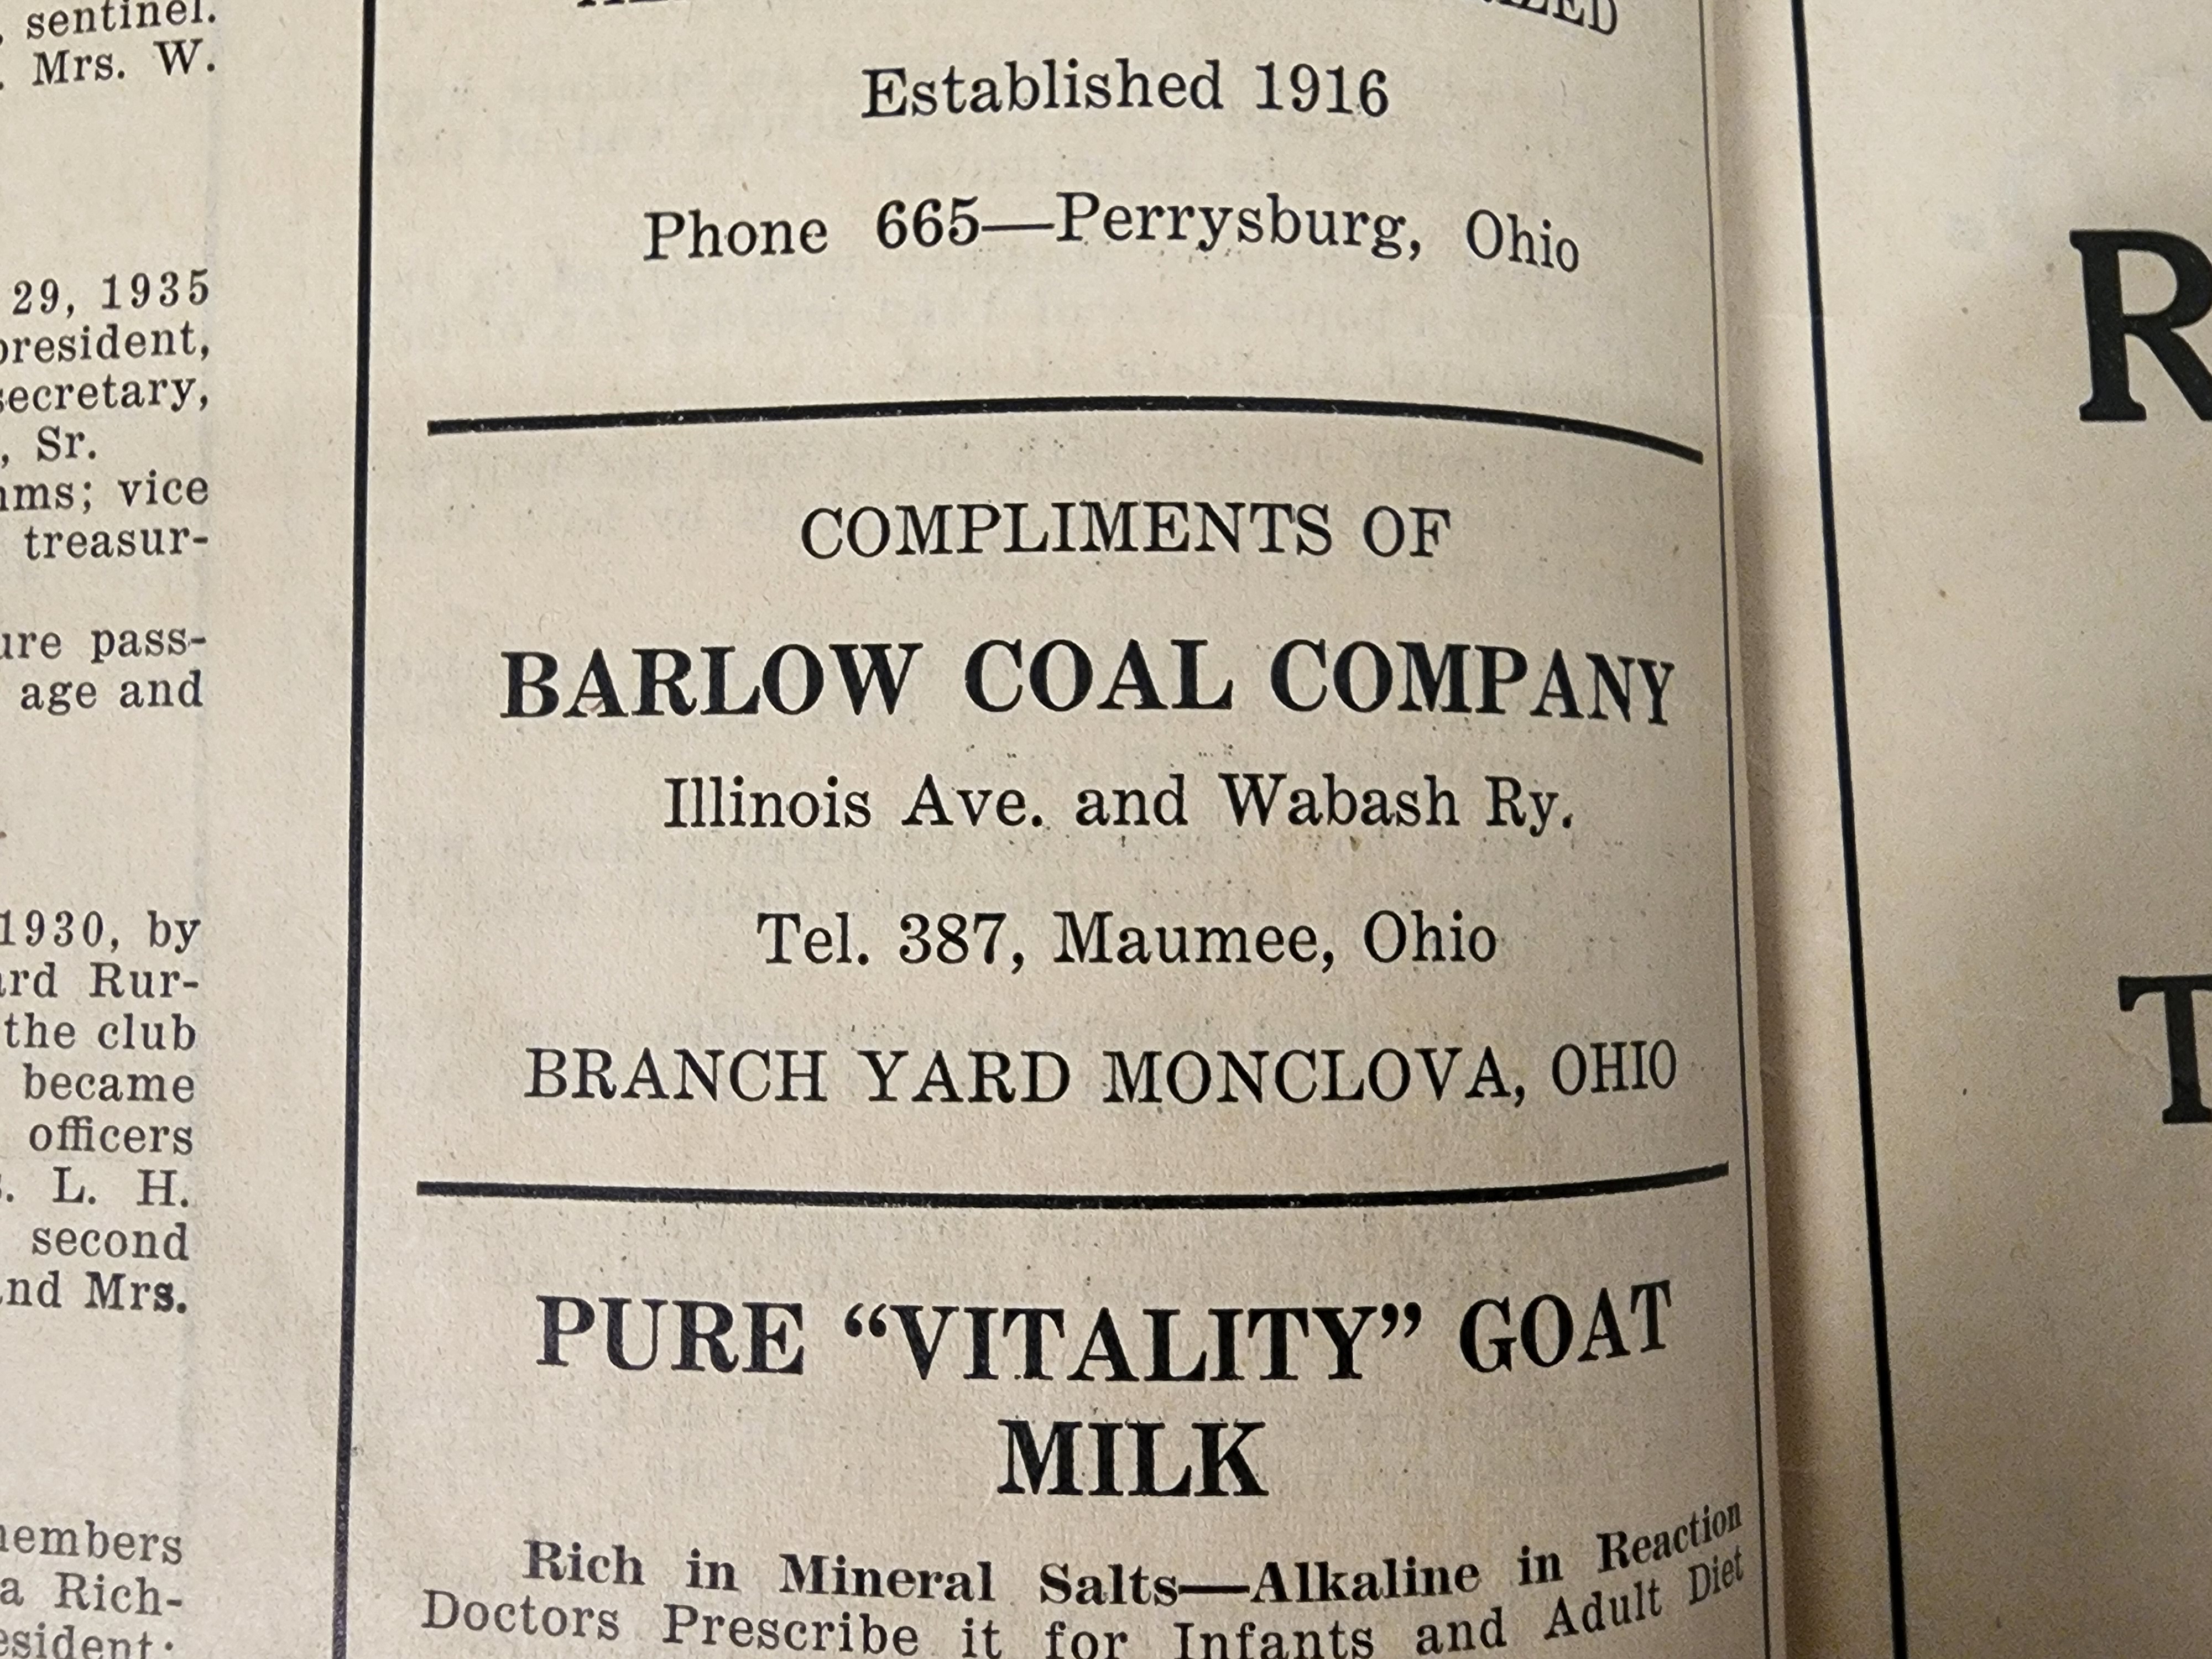 sentinel.
Mrs. W.
29, 1935
president,
secretary,
, Sr.
vice
treasur-
pass-
age and
1930, by
Rur-
the club
became
officers
L. H.
second
and Mrs.
members
a Rich-
Established 1916
Phone 665—Perrysburg, Ohio
COMPLIMENTS OF
BARLOW COAL COMPANY
Illinois Ave. and Wabash Ry.
Tel. 387, Maumee, Ohio
BRANCH YARD MONCLOVA, OHIO
PURE “VITALITY” GOAT
MILK
Rich in Mineral Salts—Alkaline in Reaction
Doctors Prescribe it for Infants and Adult Diet
R
T